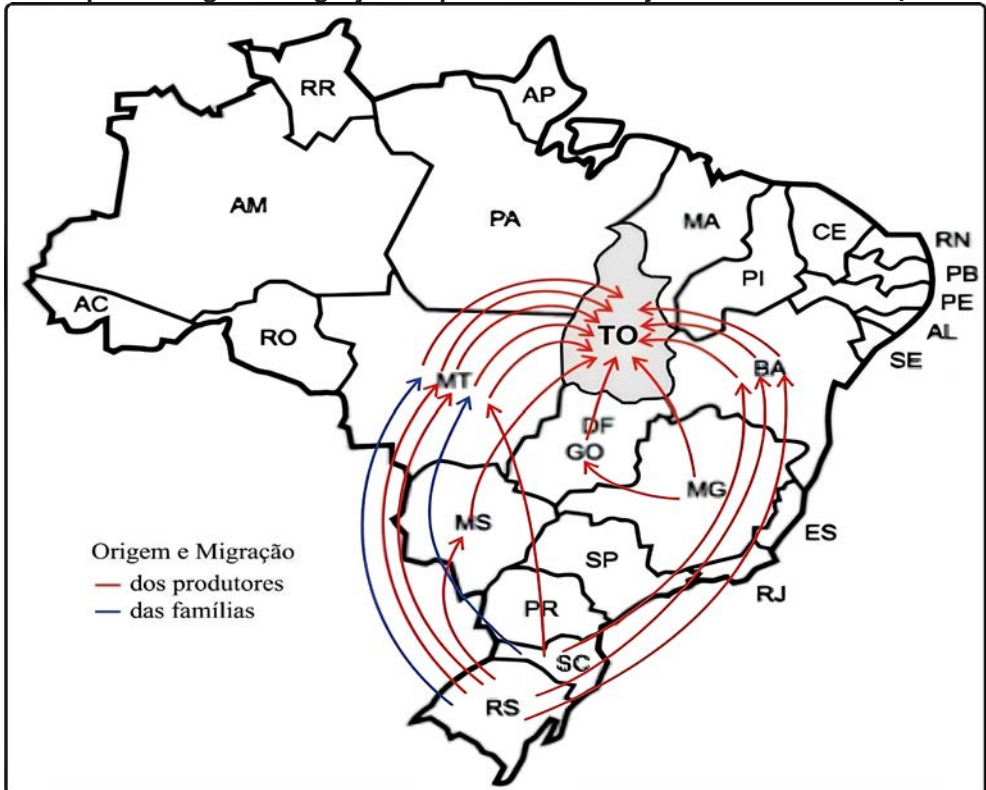 RR
AP
AM
PA
MA
CE
RN
PI
PB
PE
AC
RO
TO
AL
SE
MT
BA
DF
GO
MG
MS
ES
SP
RJ
PR
SC
RS
Origem e Migração
dos produtores
das famílias